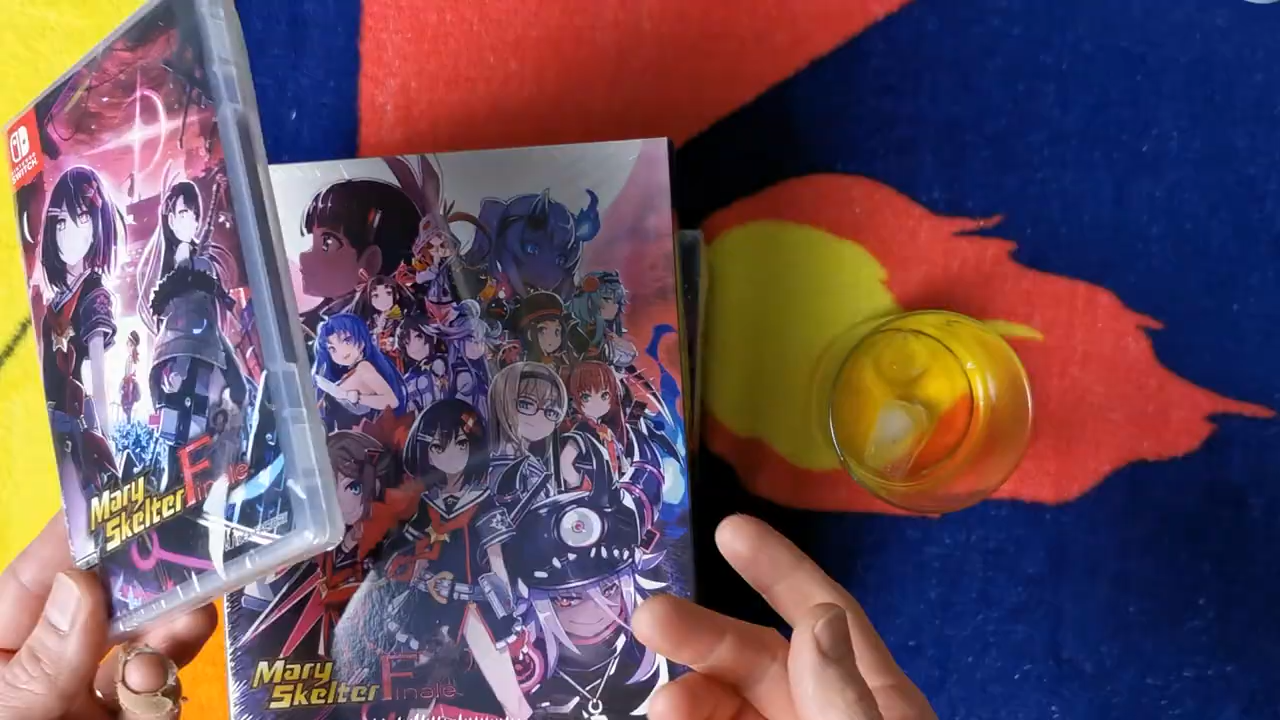 NINTENDO
SWITCH
Mary
Skelter
Finale
Mary
Skelter
Finale